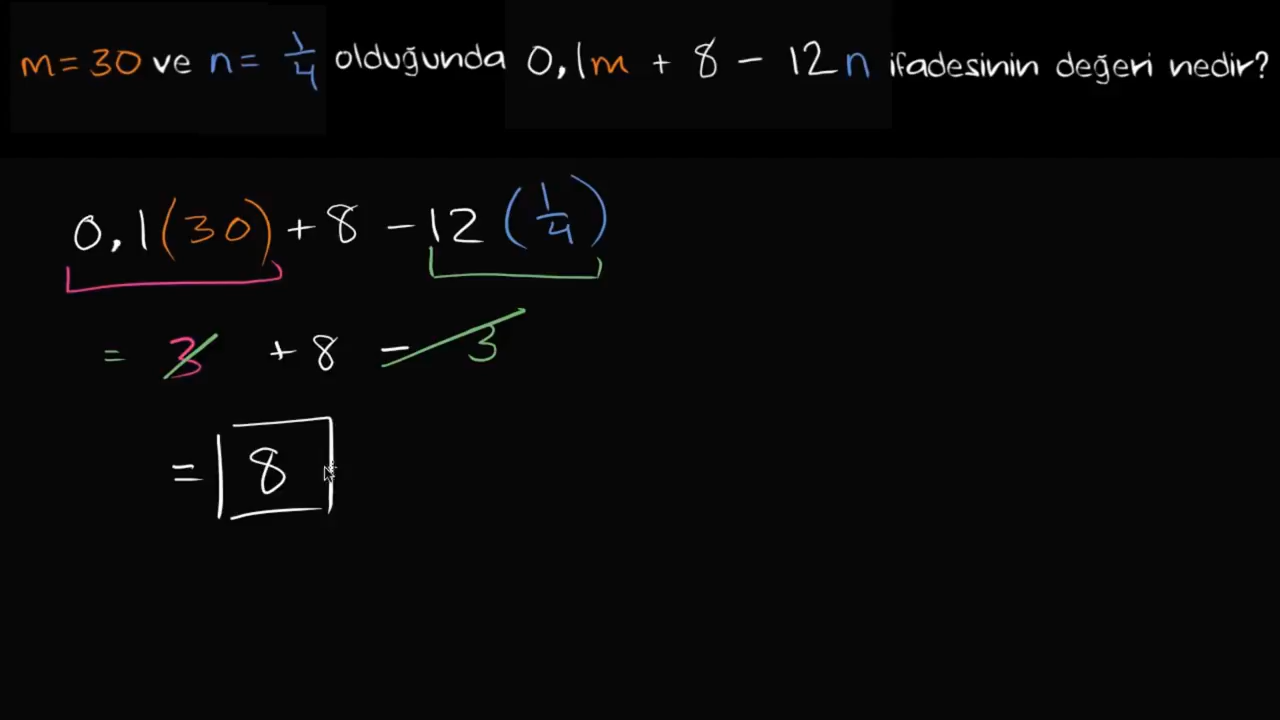 m=30 ve n= 1/4 olduğunda 0,1m + 8 - 12n ifadesinin değeri nedir?
0,1(30) + 8 - 12 (1/4)
= 3 + 8 - 3
= 8